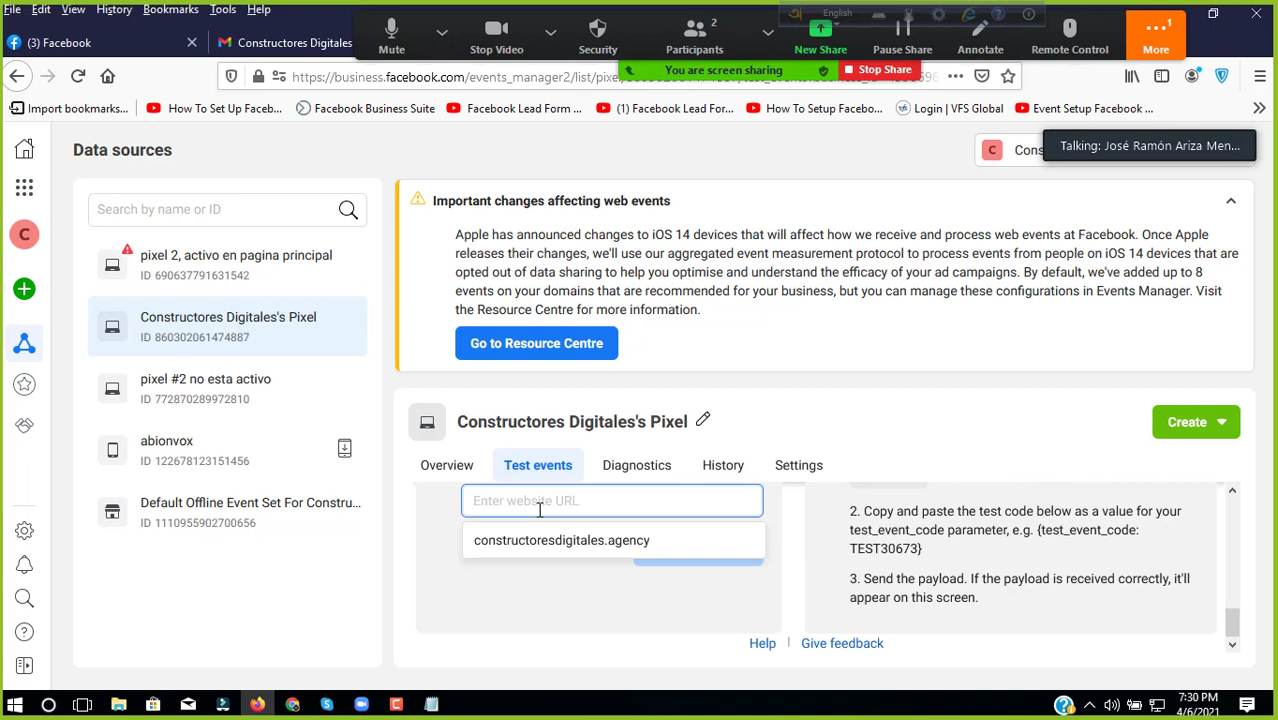 File Edit View History Bookmarks Tools Help
English
(3) Facebook
Constructores Digitales
Mute
Stop Video
Security
2
Participants
New Share
Pause Share
Annotate
Remote Control
1
More
You are screen sharing
Stop Share
https://business.facebook.com/events_manager2/list/pixel/
Import bookmarks...
How To Set Up Faceb...
Facebook Business Suite
Facebook Lead Form ...
(1) Facebook Lead For...
How To Setup Facebo...
Login | VFS Global
Event Setup Facebook ...
Data sources
C
Cons
Talking: José Ramón Ariza Men...
Search by name or ID
C
pixel 2, activo en pagina principal
ID 690637791631542
Constructores Digitales's Pixel
ID 860302061474887
pixel #2 no esta activo
ID 772870289972810
abionvox
ID 122678123151456
Default Offline Event Set For Constru...
ID 1110955902700656
Important changes affecting web events
Apple has announced changes to iOS 14 devices that will affect how we receive and process web events at Facebook. Once Apple
releases their changes, we'll use our aggregated event measurement protocol to process events from people on iOS 14 devices that are
opted out of data sharing to help you optimise and understand the efficacy of your ad campaigns. By default, we've added up to 8
events on your domains that are recommended for your business, but you can manage these configurations in Events Manager. Visit
the Resource Centre for more information.
Go to Resource Centre
Constructores Digitales's Pixel
Create
Overview
Test events
Diagnostics
History
Settings
Enter website URL
constructoresdigitales.agency
2. Copy and paste the test code below as a value for your
test_event_code parameter, e.g. {test_event_code:
TEST30673}
3. Send the payload. If the payload is received correctly, it'll
appear on this screen.
Help
Give feedback
7:30 PM
4/6/2021